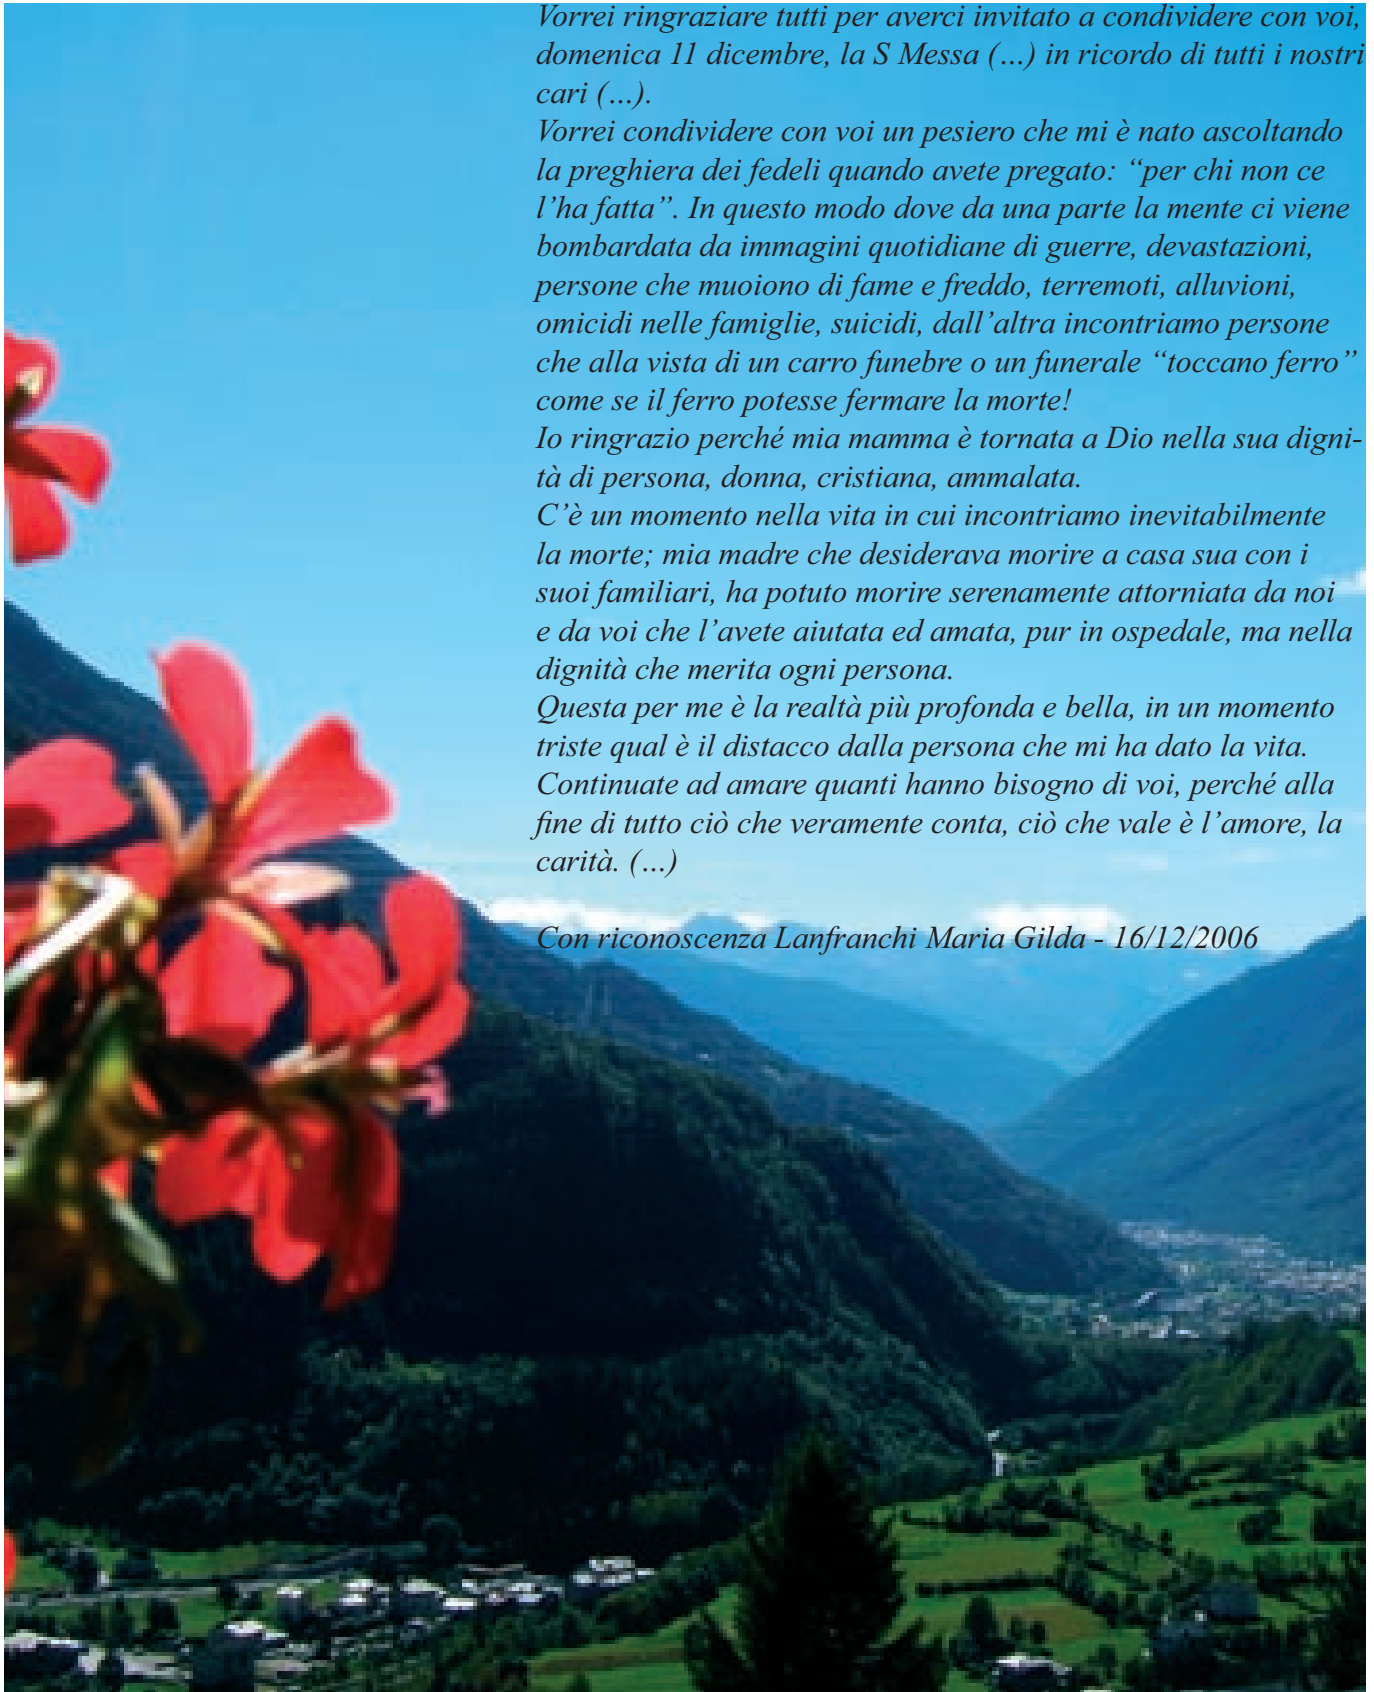 Vorrei ringraziare tutti per averci invitato a condividere con voi,
domenica 11 dicembre, la S Messa (…) in ricordo di tutti i nostri
cari (…).
Vorrei condividere con voi un pesiero che mi è nato ascoltando
la preghiera dei fedeli quando avete pregato: “per chi non ce
l’ha fatta”. In questo modo dove da una parte la mente ci viene
bombardata da immagini quotidiane di guerre, devastazioni,
persone che muoiono di fame e freddo, terremoti, alluvioni,
omicidi nelle famiglie, suicidi, dall’altra incontriamo persone
che alla vista di un carro funebre o un funerale “toccano ferro”
come se il ferro potesse fermare la morte!
Io ringrazio perché mia mamma è tornata a Dio nella sua digni-
tà di persona, donna, cristiana, ammalata.
C’è un momento nella vita in cui incontriamo inevitabilmente
la morte; mia madre che desiderava morire a casa sua con i
suoi familiari, ha potuto morire serenamente attorniata da noi
e da voi che l’avete aiutata ed amata, pur in ospedale, ma nella
dignità che merita ogni persona.
Questa per me è la realtà più profonda e bella, in un momento
triste qual è il distacco dalla persona che mi ha dato la vita.
Continuate ad amare quanti hanno bisogno di voi, perché alla
fine di tutto ciò che veramente conta, ciò che vale è l’amore, la
carità. (…)
Con riconoscenza Lanfranchi Maria Gilda - 16/12/2006